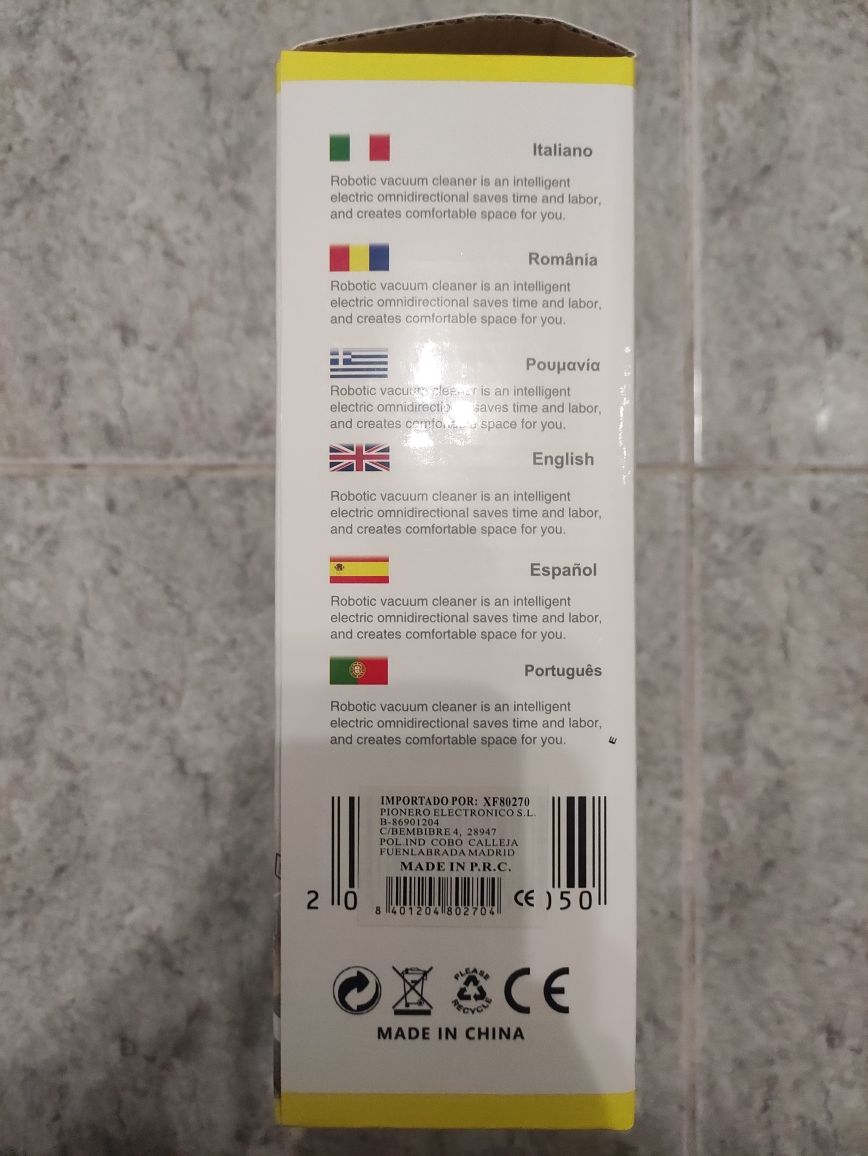 Italiano
Robotic vacuum cleaner is an intelligent
electric omnidirectional saves time and labor,
and creates comfortable space for you.
România
Robotic vacuum cleaner is an intelligent
electric omnidirectional saves time and labor,
and creates comfortable space for you.
Ρουμανία
Robotic vacuum cleaner is an intelligent
electric omnidirectional saves time and labor,
and creates comfortable space for you.
English
Robotic vacuum cleaner is an intelligent
electric omnidirectional saves time and labor,
and creates comfortable space for you.
Español
Robotic vacuum cleaner is an intelligent
electric omnidirectional saves time and labor,
and creates comfortable space for you.
Português
Robotic vacuum cleaner is an intelligent
electric omnidirectional saves time and labor,
and creates comfortable space for you.
E
IMPORTADO POR: XF80270
PIONERO ELECTRONICO S.L.
B-86901204
C/BEMBIBRE 4, 28947
POL.IND COBO CALLEJA
FUENLABRADA MADRID
MADE IN P.R.C.
8 401204 802704 CE
2 0 050
PLEASE RECYCLE CE
MADE IN CHINA